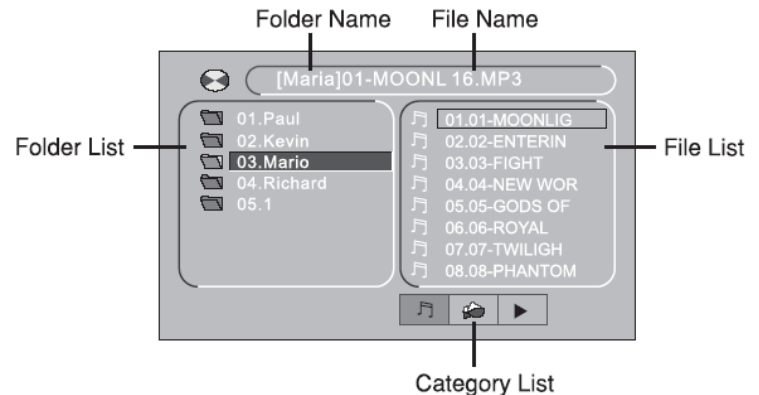 Folder Name File Name
[Maria]01-MOONL 16.MP3
Folder List
01.Paul
02.Kevin
03.Mario
04.Richard
05.1
01.01-MOONLIG
02.02-ENTERIN
03.03-FIGHT
04.04-NEW WOR
05.05-GODS OF
06.06-ROYAL
07.07-TWILIGH
08.08-PHANTOM
File List
Category List